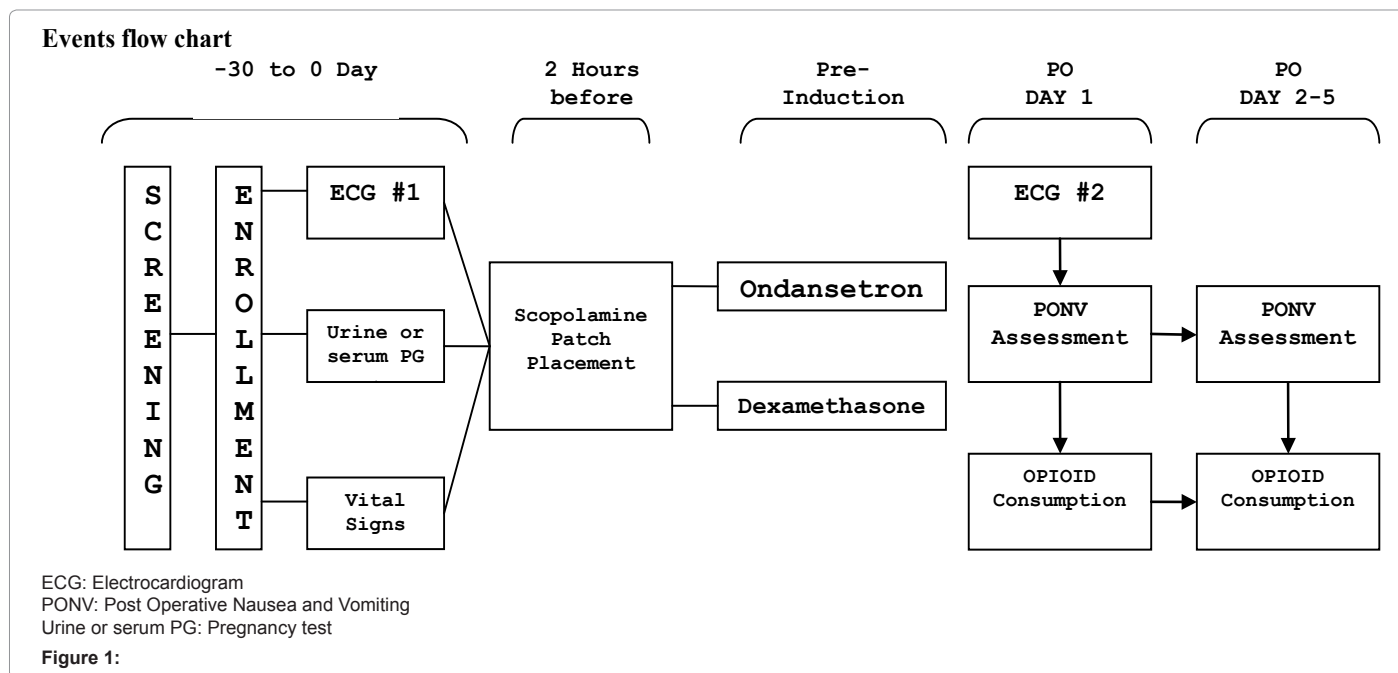 Events flow chart
-30 to 0 Day
2 Hours
before
Pre-
Induction
PO
DAY 1
PO
DAY 2-5
SCREENING
ENROLLMENT
ECG #1
Urine or
serum PG
Vital
Signs
Scopolamine
Patch
Placement
Ondansetron
Dexamethasone
ECG #2
PONV
Assessment
OPIOID
Consumption
PONV
Assessment
OPIOID
Consumption
ECG: Electrocardiogram
PONV: Post Operative Nausea and Vomiting
Urine or serum PG: Pregnancy test
Figure 1: